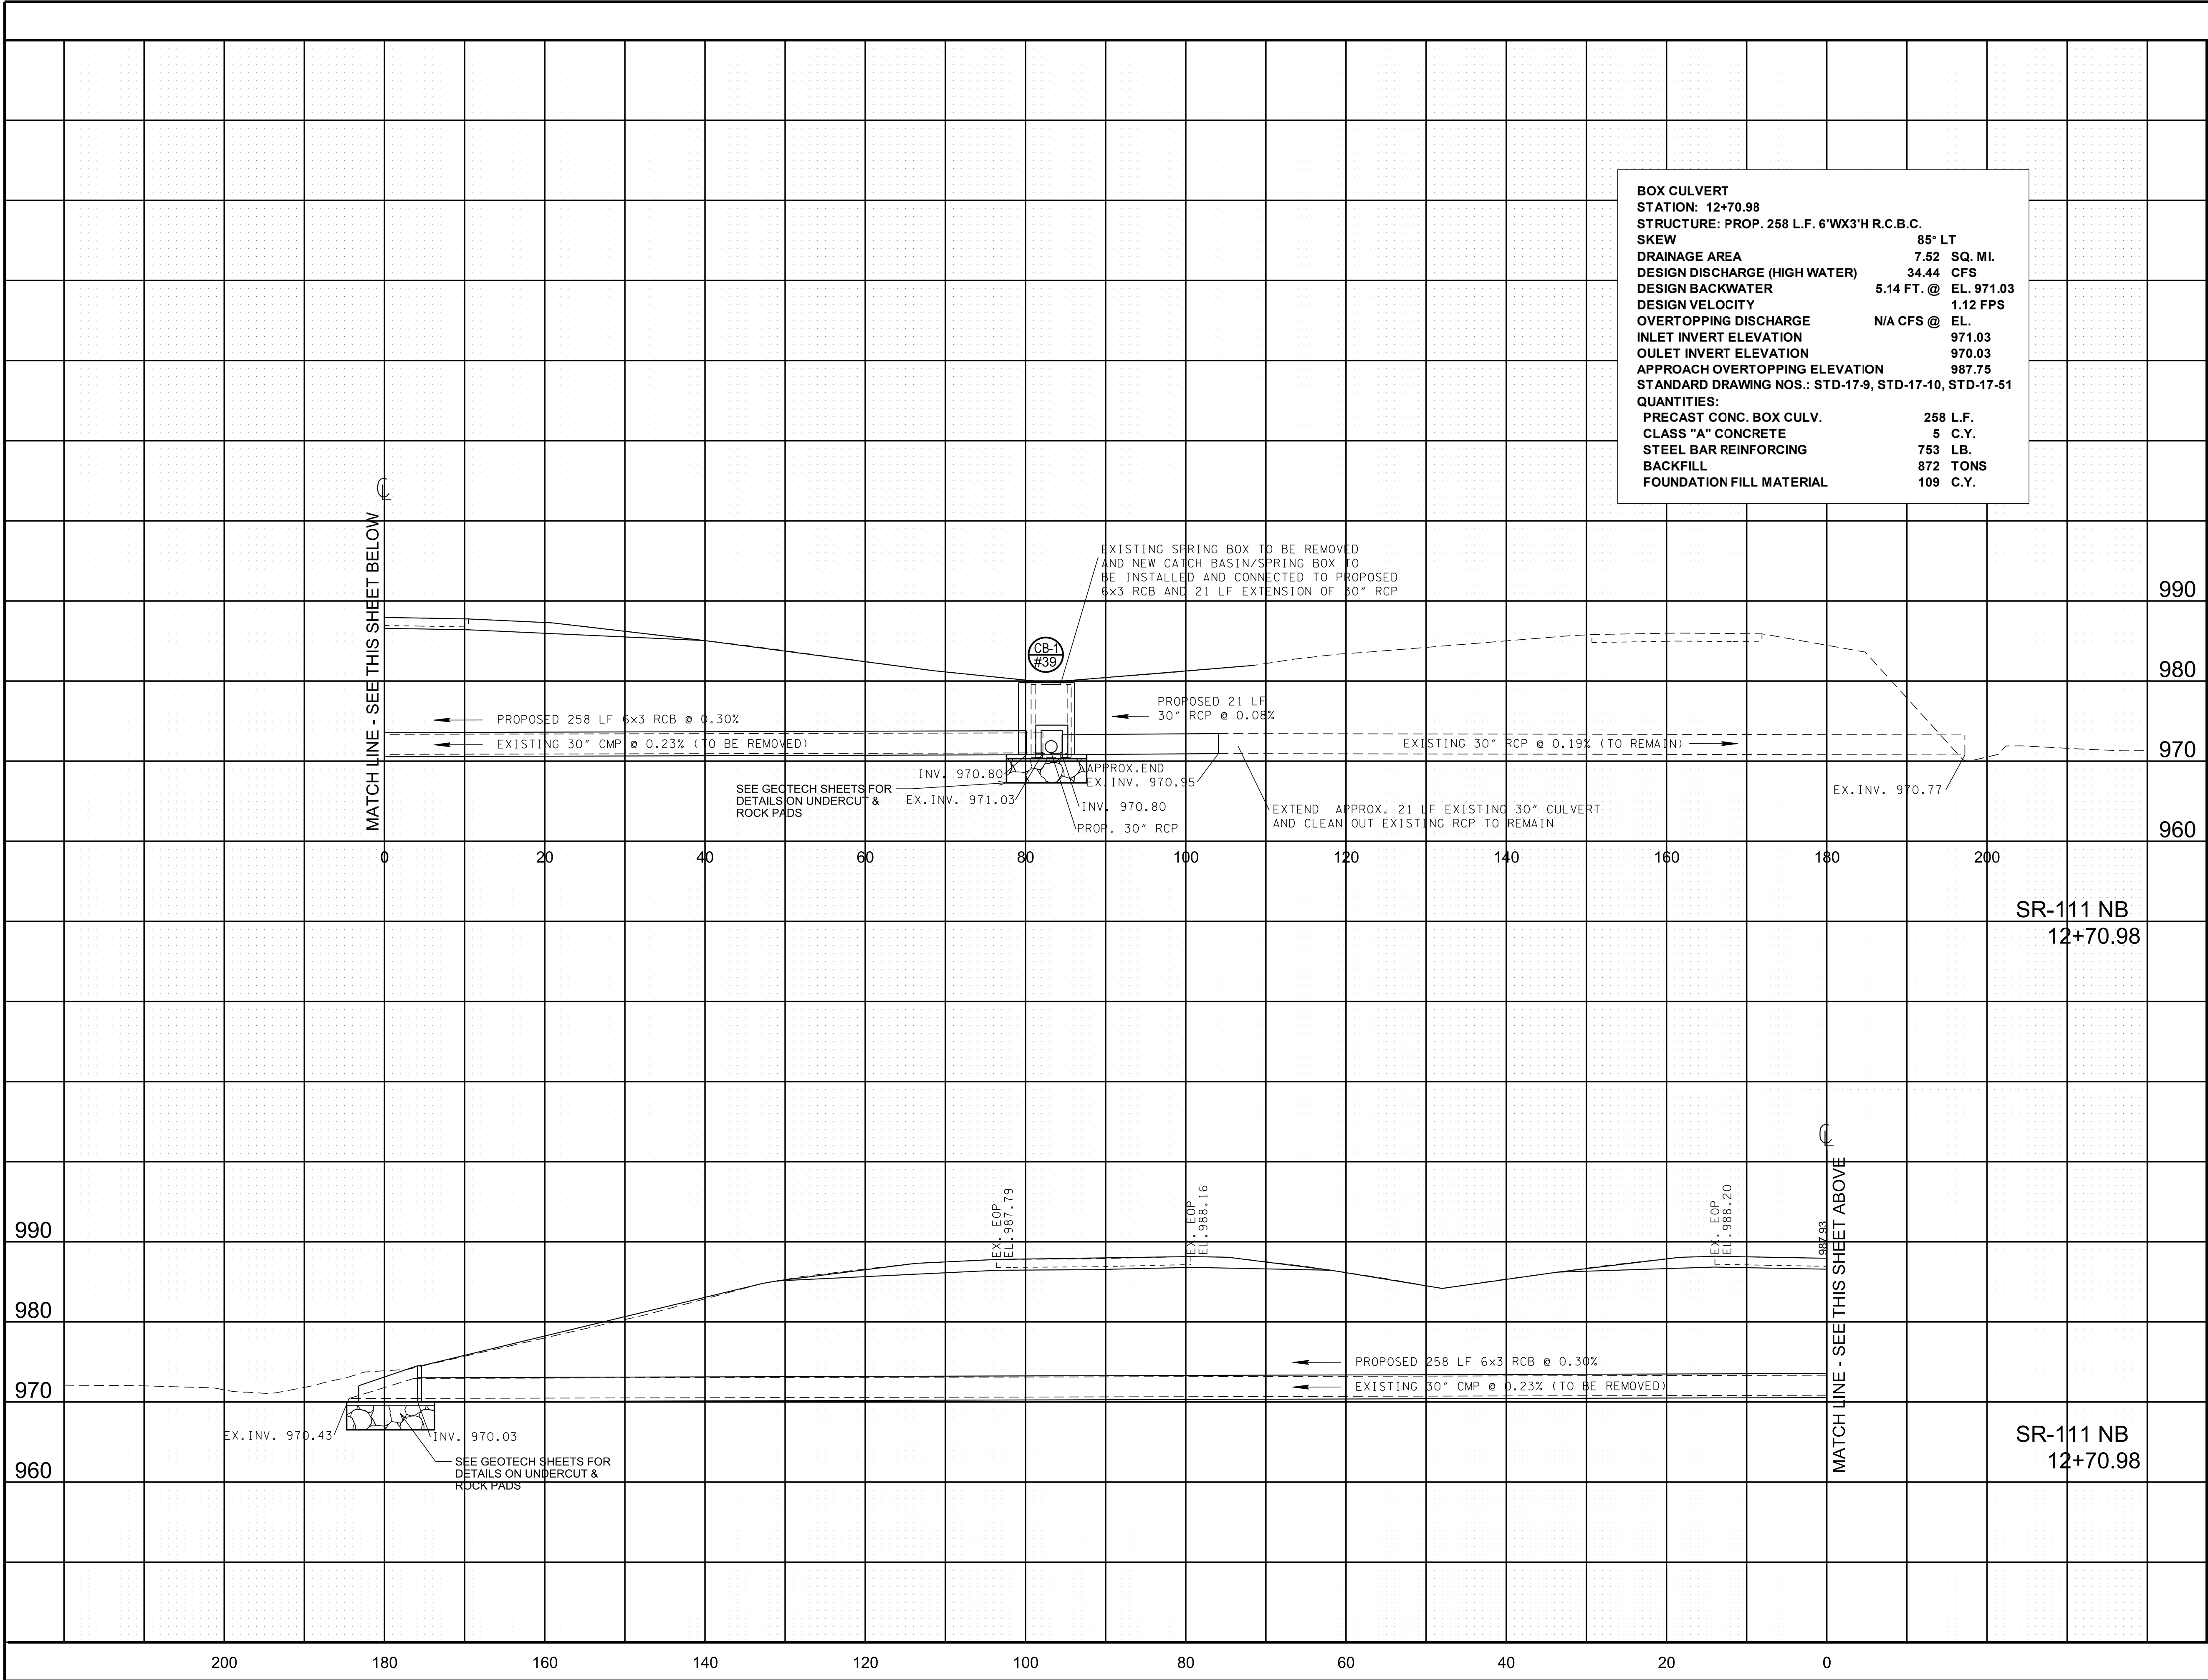 BOX CULVERT
STATION: 12+70.98
STRUCTURE: PROP. 258 L.F. 6'WX3'H R.C.B.C.
SKEW 85° LT
DRAINAGE AREA 7.52 SQ. MI.
DESIGN DISCHARGE (HIGH WATER) 34.44 CFS
DESIGN BACKWATER 5.14 FT. @ EL. 971.03
DESIGN VELOCITY 1.12 FPS
OVERTOPPING DISCHARGE N/A CFS @ EL.
INLET INVERT ELEVATION 971.03
OULET INVERT ELEVATION 970.03
APPROACH OVERTOPPING ELEVATION 987.75
STANDARD DRAWING NOS.: STD-17-9, STD-17-10, STD-17-51
QUANTITIES:
PRECAST CONC. BOX CULV. 258 L.F.
CLASS "A" CONCRETE 5 C.Y.
STEEL BAR REINFORCING 753 LB.
BACKFILL 872 TONS
FOUNDATION FILL MATERIAL 109 C.Y.
℄
MATCH LINE - SEE THIS SHEET BELOW
EXISTING SPRING BOX TO BE REMOVED
AND NEW CATCH BASIN/SPRING BOX TO
BE INSTALLED AND CONNECTED TO PROPOSED
6x3 RCB AND 21 LF EXTENSION OF 30" RCP
990
CB-1
#39
980
PROPOSED 21 LF
30" RCP @ 0.08%
PROPOSED 258 LF 6x3 RCB @ 0.30%
EXISTING 30" CMP @ 0.23% (TO BE REMOVED)
EXISTING 30" RCP @ 0.19% (TO REMAIN)
970
INV. 970.80
APPROX.END
EX.INV. 970.95
SEE GEOTECH SHEETS FOR
DETAILS ON UNDERCUT &
ROCK PADS
EX.INV. 971.03
INV. 970.80
PROP. 30" RCP
EXTEND APPROX. 21 LF EXISTING 30" CULVERT
AND CLEAN OUT EXISTING RCP TO REMAIN
EX.INV. 970.77
960
0 20 40 60 80 100 120 140 160 180 200
SR-111 NB
12+70.98
℄
MATCH LINE - SEE THIS SHEET ABOVE
EX. EOP
EL.987.79
EX. EOP
EL.988.16
EX. EOP
EL.988.20
987.93
990
980
PROPOSED 258 LF 6x3 RCB @ 0.30%
EXISTING 30" CMP @ 0.23% (TO BE REMOVED)
970
EX.INV. 970.43
INV. 970.03
SEE GEOTECH SHEETS FOR
DETAILS ON UNDERCUT &
ROCK PADS
960
SR-111 NB
12+70.98
200 180 160 140 120 100 80 60 40 20 0